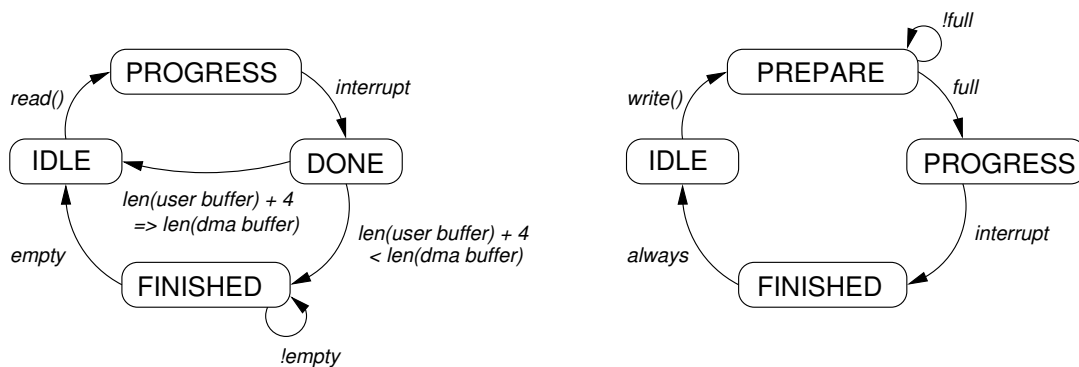 PROGRESS
read()
interrupt
IDLE
DONE
len(user buffer) + 4
=> len(dma buffer)
len(user buffer) + 4
< len(dma buffer)
empty
FINISHED
!empty
!full
PREPARE
write()
full
IDLE
PROGRESS
interrupt
always
FINISHED